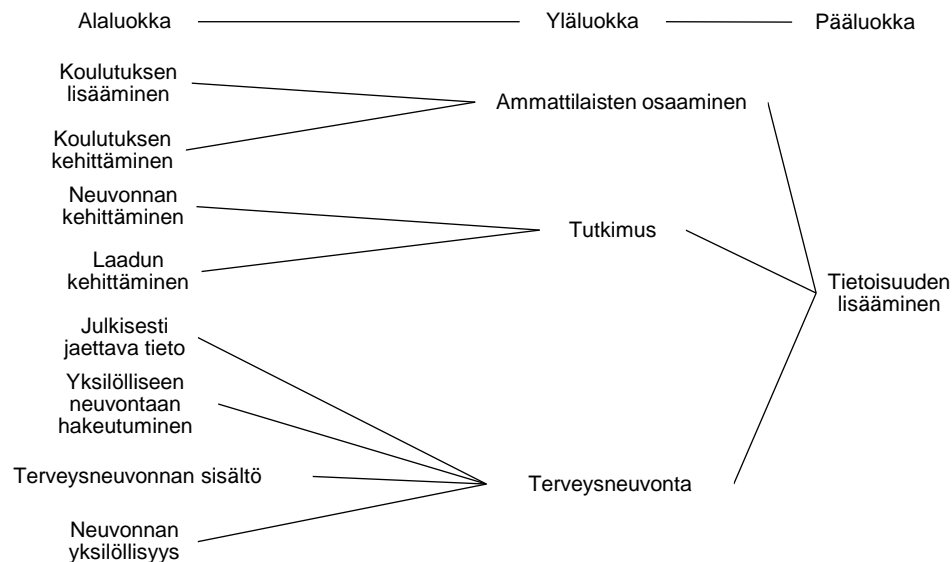 Alaluokka
Yläluokka
Pääluokka
Koulutuksen
lisääminen
Ammattilaisten osaaminen
Koulutuksen
kehittäminen
Neuvonnan
kehittäminen
Tutkimus
Laadun
kehittäminen
Tietoisuuden
lisääminen
Julkisesti
jaettava tieto
Yksilölliseen
neuvontaan
hakeutuminen
Terveysneuvonnan sisältö
Terveysneuvonta
Neuvonnan
yksilöllisyys